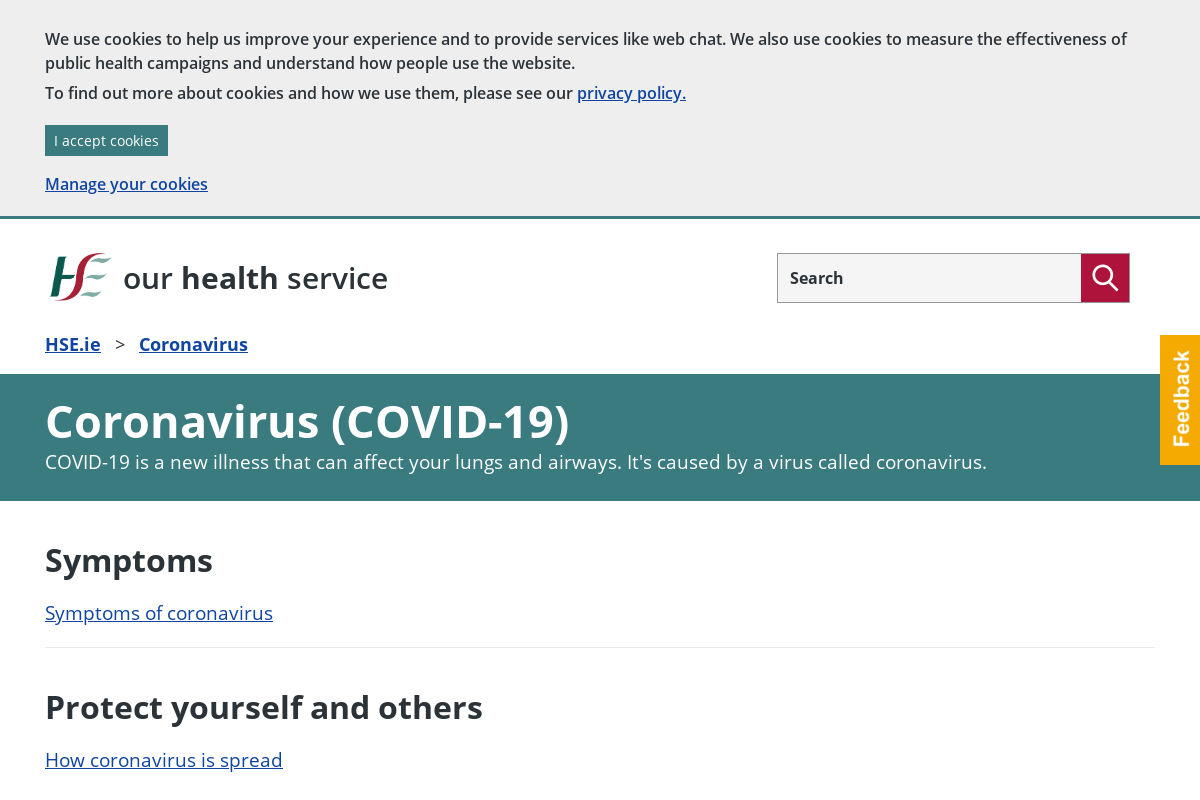 We use cookies to help us improve your experience and to provide services like web chat. We also use cookies to measure the effectiveness of
public health campaigns and understand how people use the website.
To find out more about cookies and how we use them, please see our privacy policy.
I accept cookies
Manage your cookies
HSE our health service
Search
HSE.ie > Coronavirus
Feedback
Coronavirus (COVID-19)
COVID-19 is a new illness that can affect your lungs and airways. It's caused by a virus called coronavirus.
Symptoms
Symptoms of coronavirus
Protect yourself and others
How coronavirus is spread